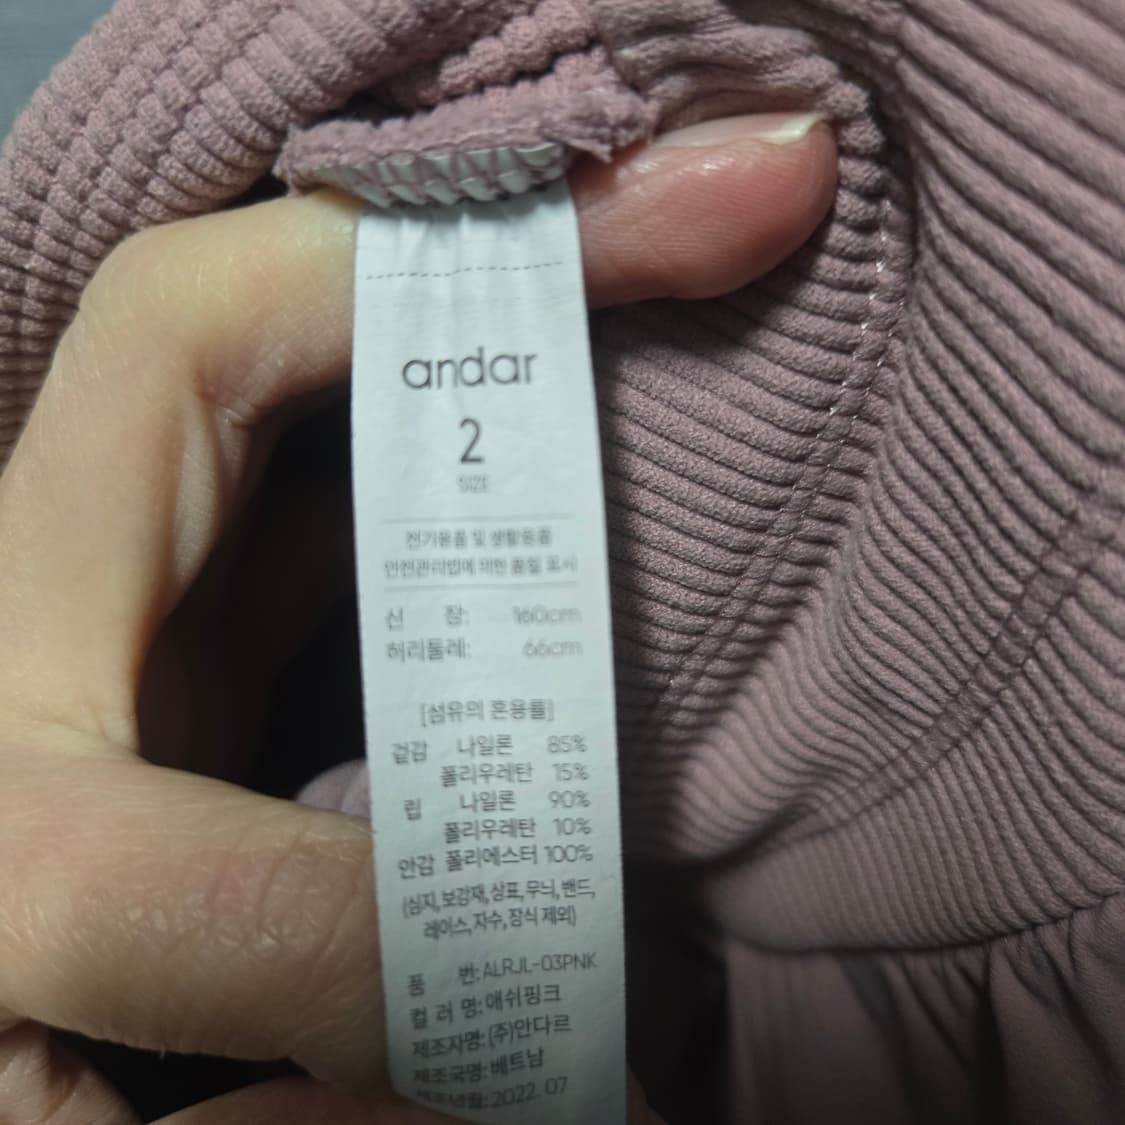 andar
2
SIZE
전기용품 및 생활용품
안전관리법에 의한 품질 표시
신 장: 160cm
허리둘레: 66cm
[섬유의 혼용률]
겉감 나일론 85%
폴리우레탄 15%
립 나일론 90%
폴리우레탄 10%
안감 폴리에스터 100%
(심지, 보강재, 상표, 무늬, 밴드,
레이스, 자수, 장식 제외)
품 번: ALRJL-03PNK
컬 러 명: 애쉬핑크
제조자명: (주)안다르
제조국명: 베트남
제조년월: 2022. 07